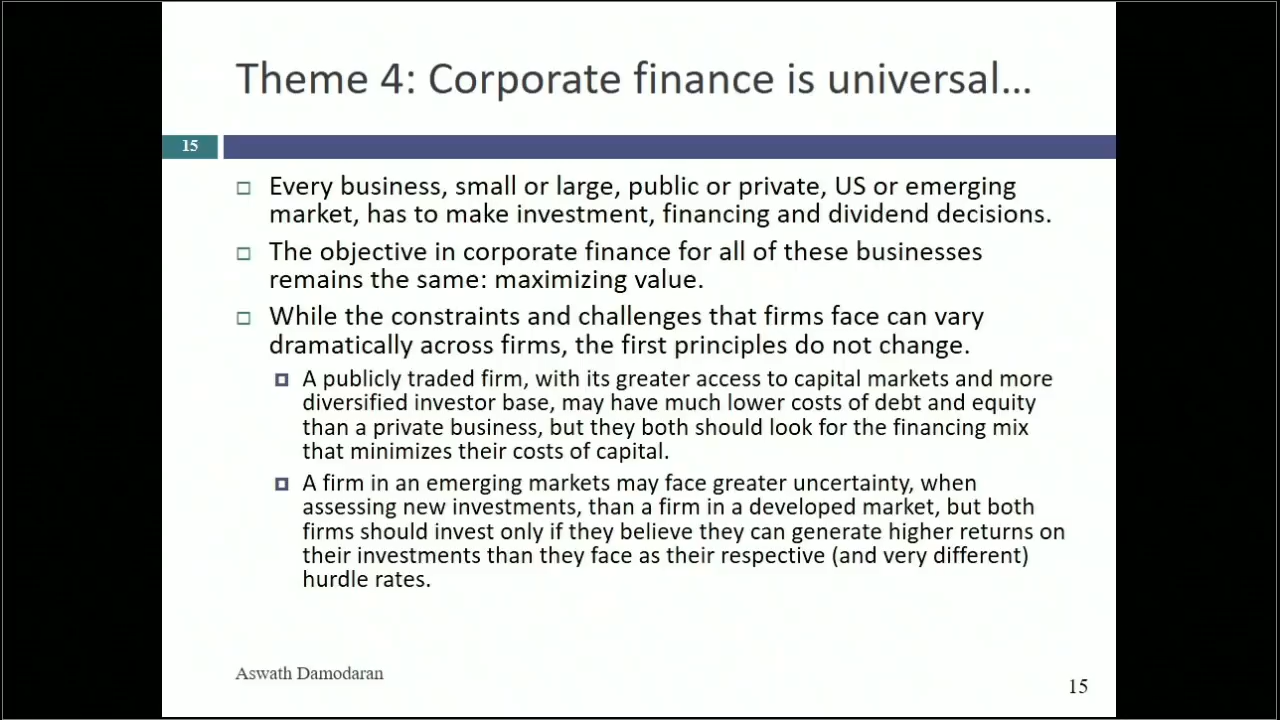 Theme 4: Corporate finance is universal...
15
Every business, small or large, public or private, US or emerging
market, has to make investment, financing and dividend decisions.
The objective in corporate finance for all of these businesses
remains the same: maximizing value.
While the constraints and challenges that firms face can vary
dramatically across firms, the first principles do not change.
A publicly traded firm, with its greater access to capital markets and more
diversified investor base, may have much lower costs of debt and equity
than a private business, but they both should look for the financing mix
that minimizes their costs of capital.
A firm in an emerging markets may face greater uncertainty, when
assessing new investments, than a firm in a developed market, but both
firms should invest only if they believe they can generate higher returns on
their investments than they face as their respective (and very different)
hurdle rates.
Aswath Damodaran
15